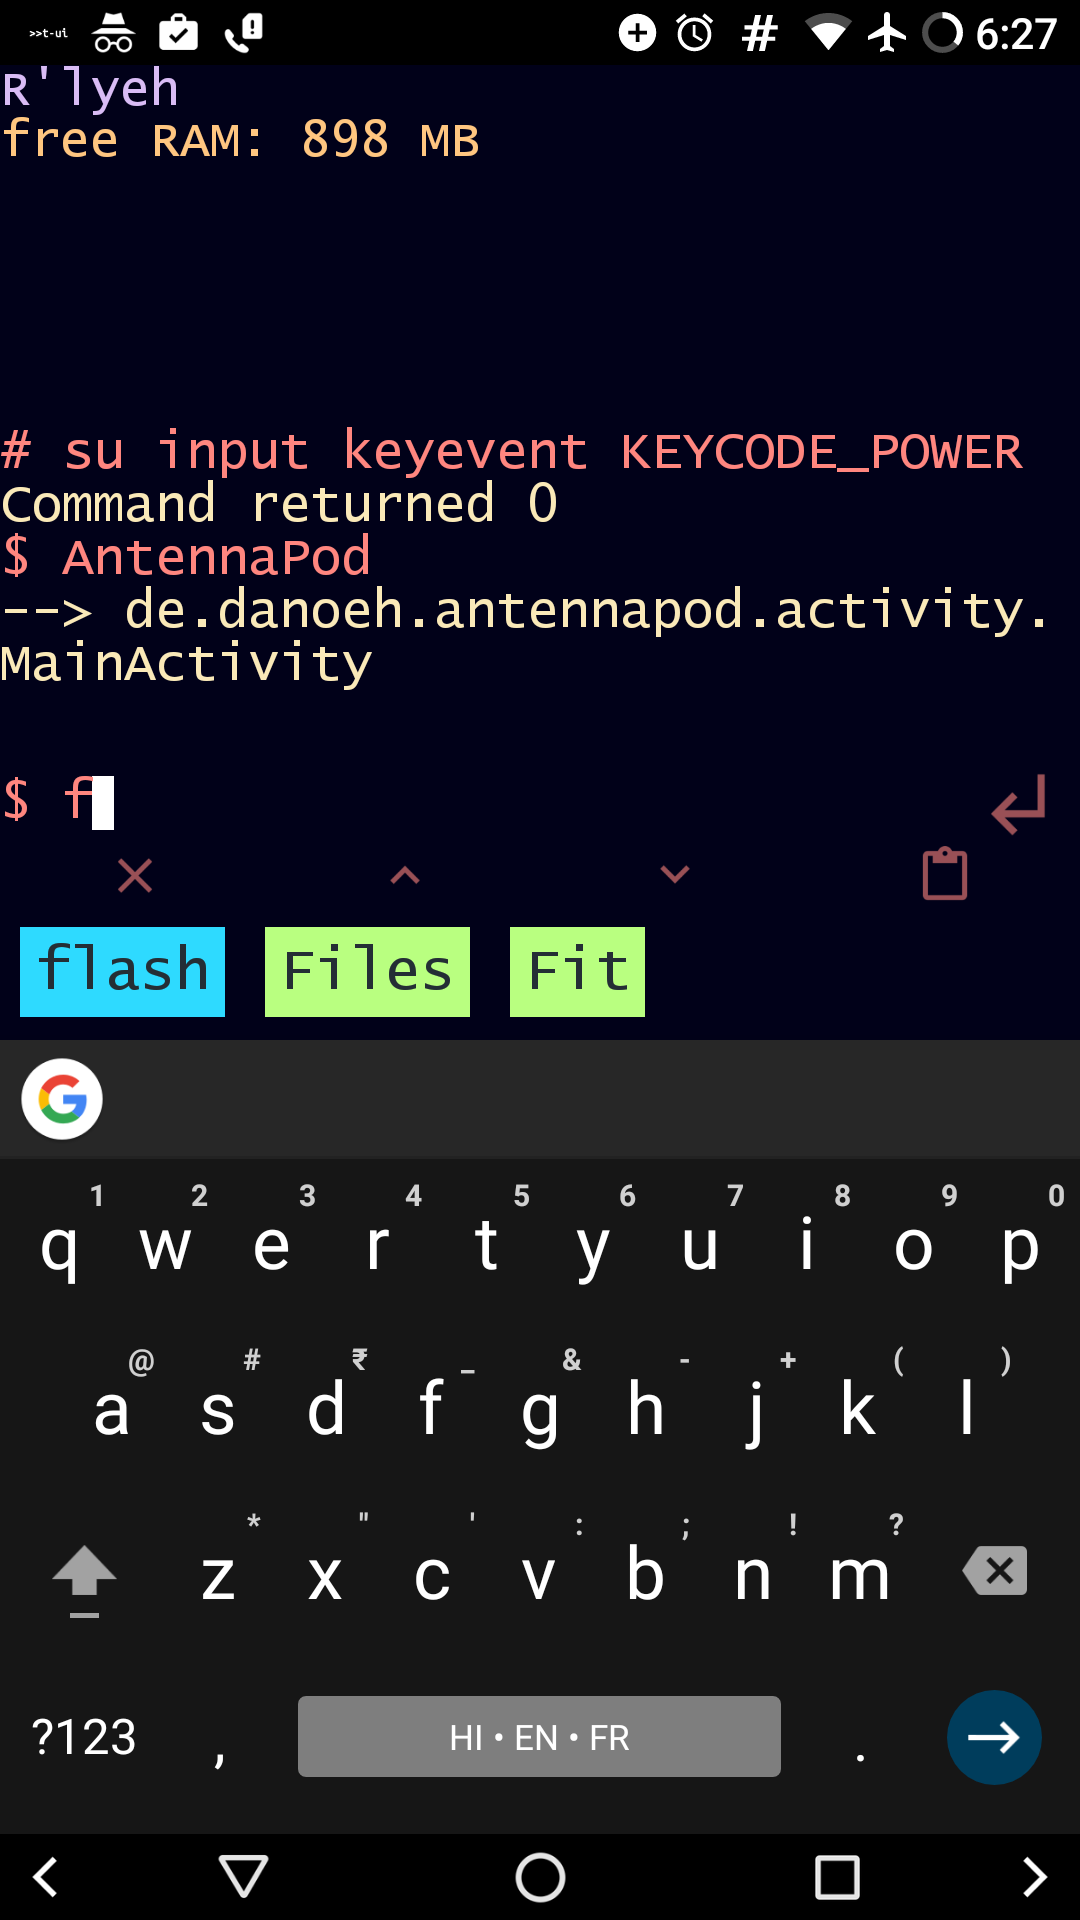 >>t-ui 6:27
R'lyeh
free RAM: 898 MB
# su input keyevent KEYCODE_POWER
Command returned 0
$ AntennaPod
--> de.danoeh.antennapod.activity.
MainActivity
$ f
flash Files Fit
1 2 3 4 5 6 7 8 9 0
q w e r t y u i o p
@ # ₹ _ & - + ( )
a s d f g h j k l
* " ' : ; ! ?
z x c v b n m
?123 , HI • EN • FR .